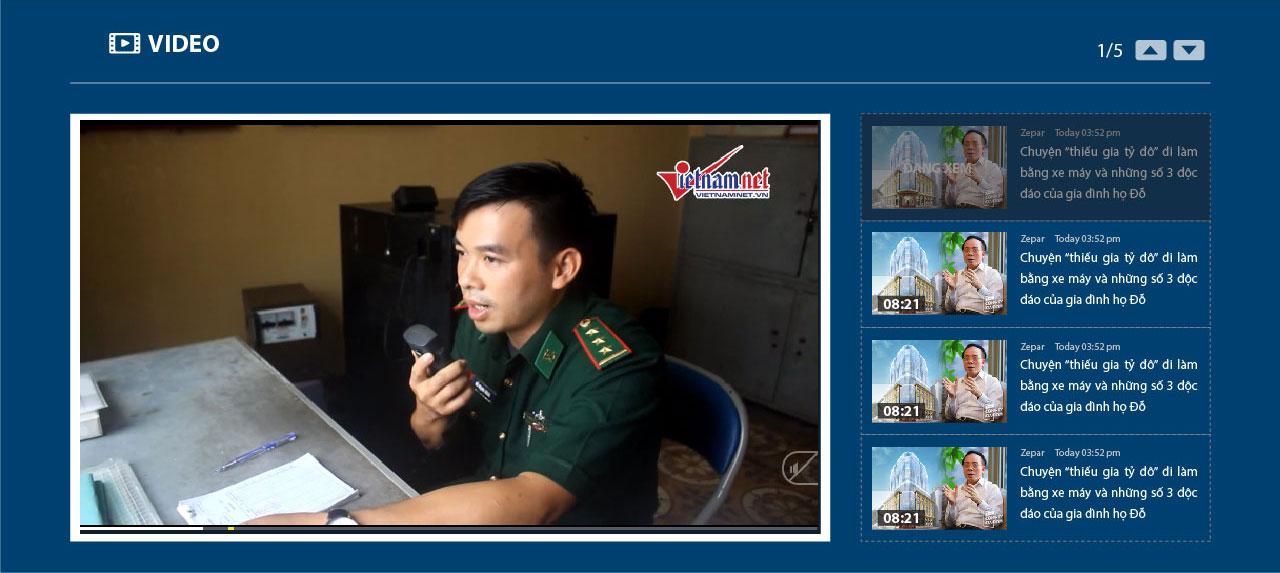 VIDEO
1/5
Vietnamnet
VIETNAMNET.VN
Zepar Today 03:52 pm
ĐANG XEM
Chuyện “thiếu gia tỷ đô” đi làm
bằng xe máy và những số 3 độc
đáo của gia đình họ Đỗ
Zepar Today 03:52 pm
Chuyện “thiếu gia tỷ đô” đi làm
bằng xe máy và những số 3 độc
đáo của gia đình họ Đỗ
08:21
Zepar Today 03:52 pm
Chuyện “thiếu gia tỷ đô” đi làm
bằng xe máy và những số 3 độc
đáo của gia đình họ Đỗ
08:21
Zepar Today 03:52 pm
Chuyện “thiếu gia tỷ đô” đi làm
bằng xe máy và những số 3 độc
đáo của gia đình họ Đỗ
08:21